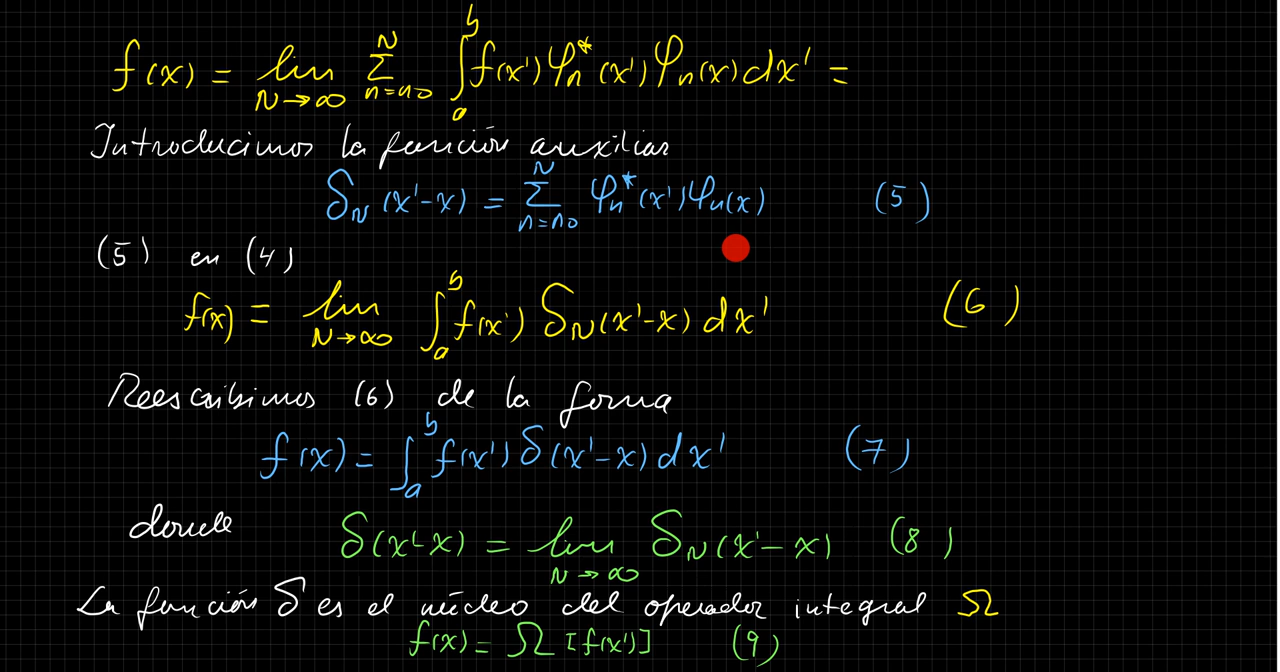 f(x) = lim_{N→∞} Σ_{n=n0}^{N} ∫_a^b f(x') φ_n^*(x') φ_n(x) dx' =
Introducimos la función auxiliar
δ_N (x'-x) = Σ_{n=n0}^{N} φ_n^*(x') φ_n(x) (5)
(5) en (4)
f(x) = lim_{N→∞} ∫_a^b f(x') δ_N(x'-x) dx' (6)
Reescribimos (6) de la forma
f(x) = ∫_a^b f(x') δ(x'-x) dx' (7)
donde δ(x'-x) = lim_{N→∞} δ_N(x'-x) (8)
La función δ es el núcleo del operador integral Ω
f(x) = Ω [f(x')] (9)